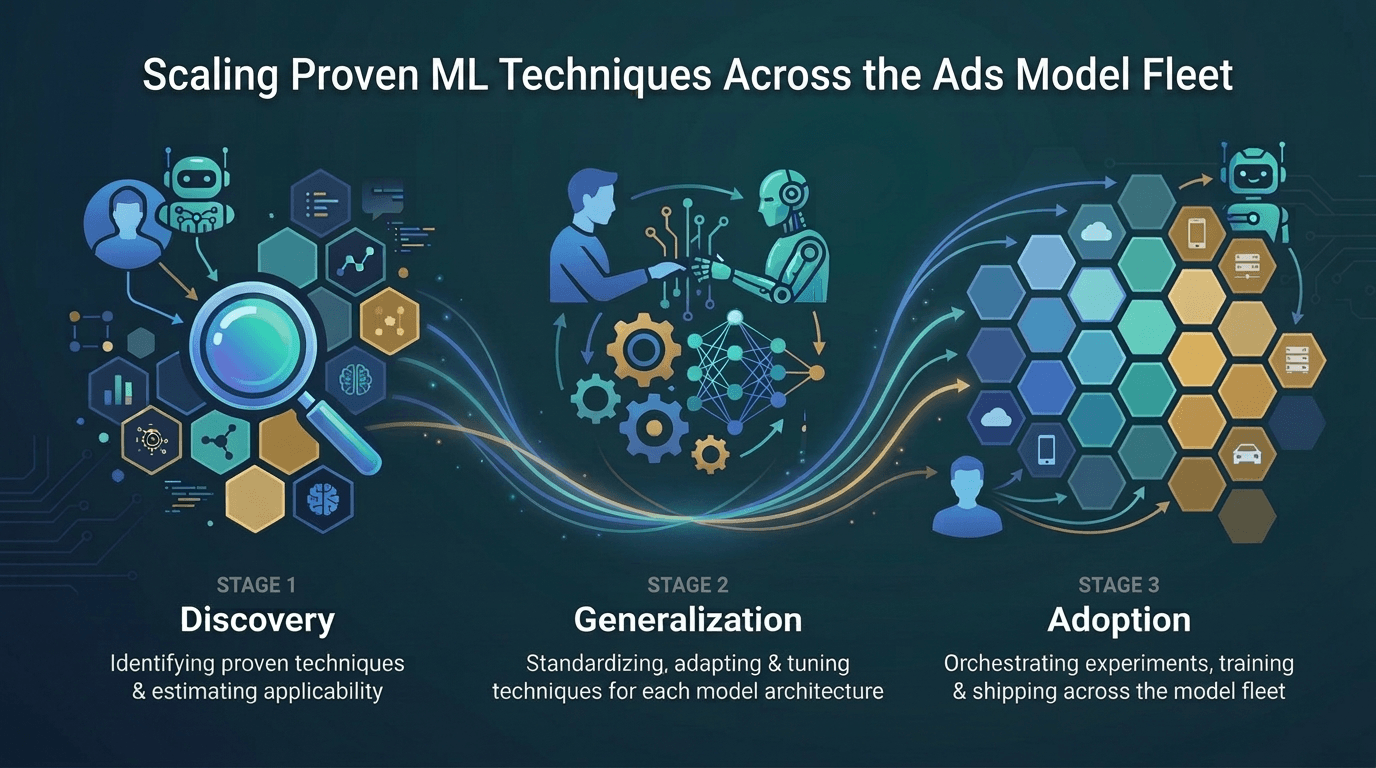 Scaling Proven ML Techniques Across the Ads Model Fleet
STAGE 1
Discovery
Identifying proven techniques
& estimating applicability
STAGE 2
Generalization
Standardizing, adapting & tuning
techniques for each model architecture
STAGE 3
Adoption
Orchestrating experiments, training
& shipping across the model fleet